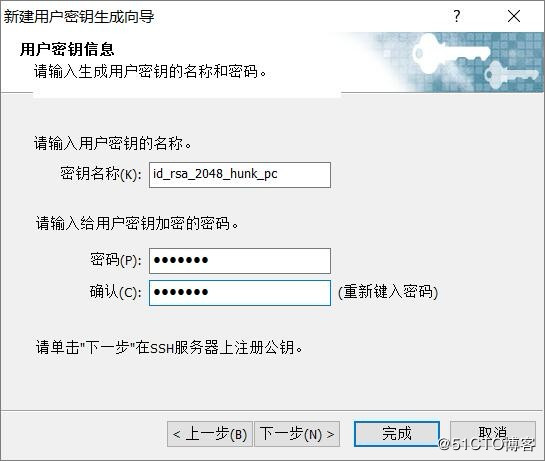 新建用户密钥生成向导
用户密钥信息
请输入生成用户密钥的名称和密码。
请输入用户密钥的名称。
密钥名称(K): id_rsa_2048_hunk_pc
请输入给用户密钥加密的密码。
密码(P): •••••••
确认(C): ••••••• (重新键入密码)
请单击"下一步"在SSH服务器上注册公钥。
< 上一步(B) 下一步(N) > 完成 取消
@51CTO博客